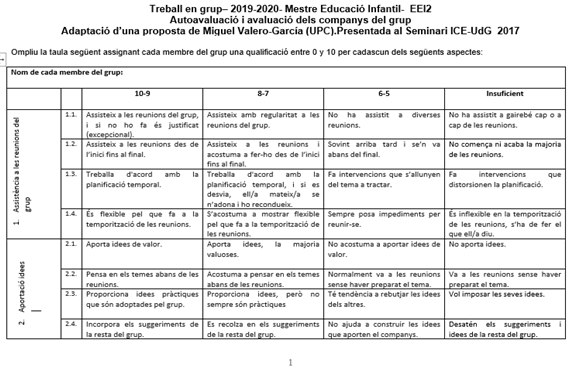 Treball en grup– 2019-2020- Mestre Educació Infantil- EEI2
Autoavaluació i avaluació dels companys del grup
Adaptació d'una proposta de Miguel Valero-García (UPC).Presentada al Seminari ICE-UdG 2017
Ompliu la taula següent assignant cada membre del grup una qualificació entre 0 y 10 per cadascun dels següents aspectes:
Nom de cada membre del grup:
10-9 8-7 6-5 Insuficient
1. Assistència a les reunions del
grup
1.1. Assisteix a les reunions del grup,
i si no ho fa és justificat
(excepcional).
Assisteix amb regularitat a les
reunions del grup.
No ha assistit a diverses
reunions.
No ha assistit a gairebé cap o a
cap de les reunions.
1.2. Assisteix a les reunions des de
l'inici fins al final.
Assisteix a les reunions i
acostuma a fer-ho des de l'inici
fins al final.
Sovint arriba tard i se'n va
abans del final.
No comença ni acaba la majoria
de les reunions.
1.3. Treballa d'acord amb la
planificació temporal.
Treballa d'acord amb la
planificació temporal, i si es
desvia, ell/a mateix/a se
n'adona i ho recondueix.
Fa intervencions que s'allunyen
del tema a tractar.
Fa intervencions que
distorsionen la planificació.
1.4. És flexible pel que fa a la
temporització de les reunions.
S'acostuma a mostrar flexible
pel que fa a la temporització de
les reunions.
Sempre posa impediments per
reunir-se.
És inflexible en la temporització
de les reunions, s'ha de fer el
que ell/a diu.
2. Aportació idees
2.1. Aporta idees de valor.
Aporta idees, la majoria
valuoses.
No acostuma a aportar idees de
valor.
No aporta idees.
2.2. Pensa en els temes abans de les
reunions.
Acostuma a pensar en els temes
abans de les reunions.
Normalment va a les reunions
sense haver preparat el tema.
Va a les reunions sense haver
preparat el tema.
2.3. Proporciona idees pràctiques
que són adoptades pel grup.
Proporciona idees, però no
sempre són pràctiques
Té tendència a rebutjar les idees
dels altres.
Vol imposar les seves idees.
2.4. Incorpora els suggeriments de
la resta del grup.
Es recolza en els suggeriments
de la resta del grup.
No ajuda a construir les idees
que aporten el companys.
Desatén els suggeriments i
idees de la resta del grup.
1